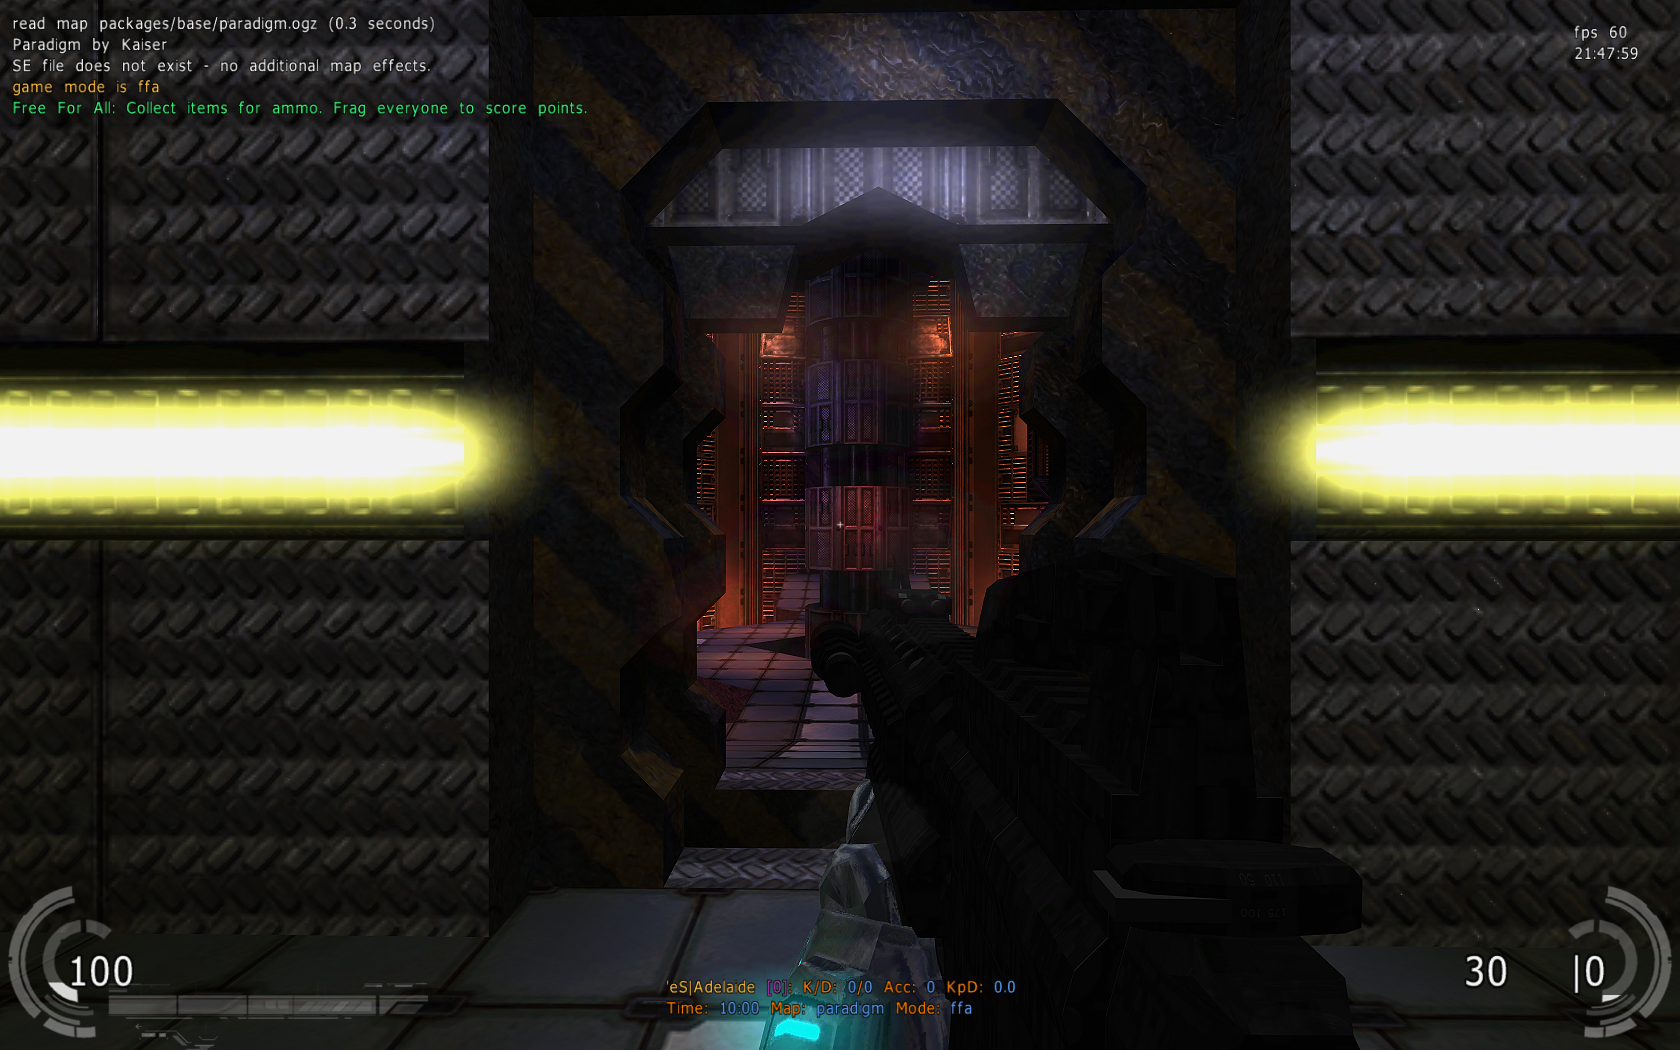 read map packages/base/paradigm.ogz (0.3 seconds)
Paradigm by Kaiser
SE file does not exist - no additional map effects.
game mode is ffa
Free For All: Collect items for ammo. Frag everyone to score points.
fps 60
21:47:59
100
'eS|Adelaide [0]: K/D: 0/0 Acc: 0 KpD: 0.0
Time: 10:00 Map: paradigm Mode: ffa
30 |0